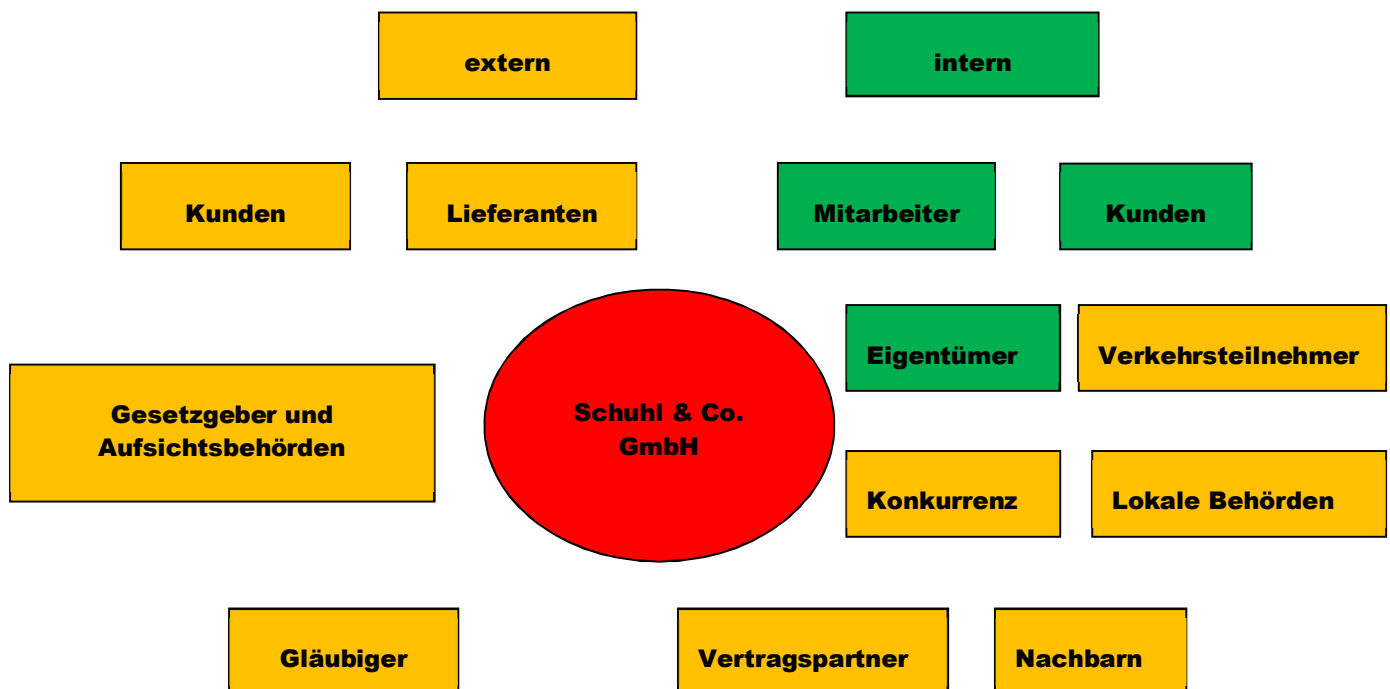 extern
intern
Kunden
Lieferanten
Mitarbeiter
Kunden
Eigentümer
Verkehrsteilnehmer
Gesetzgeber und
Aufsichtsbehörden
Schuhl & Co.
GmbH
Konkurrenz
Lokale Behörden
Gläubiger
Vertragspartner
Nachbarn